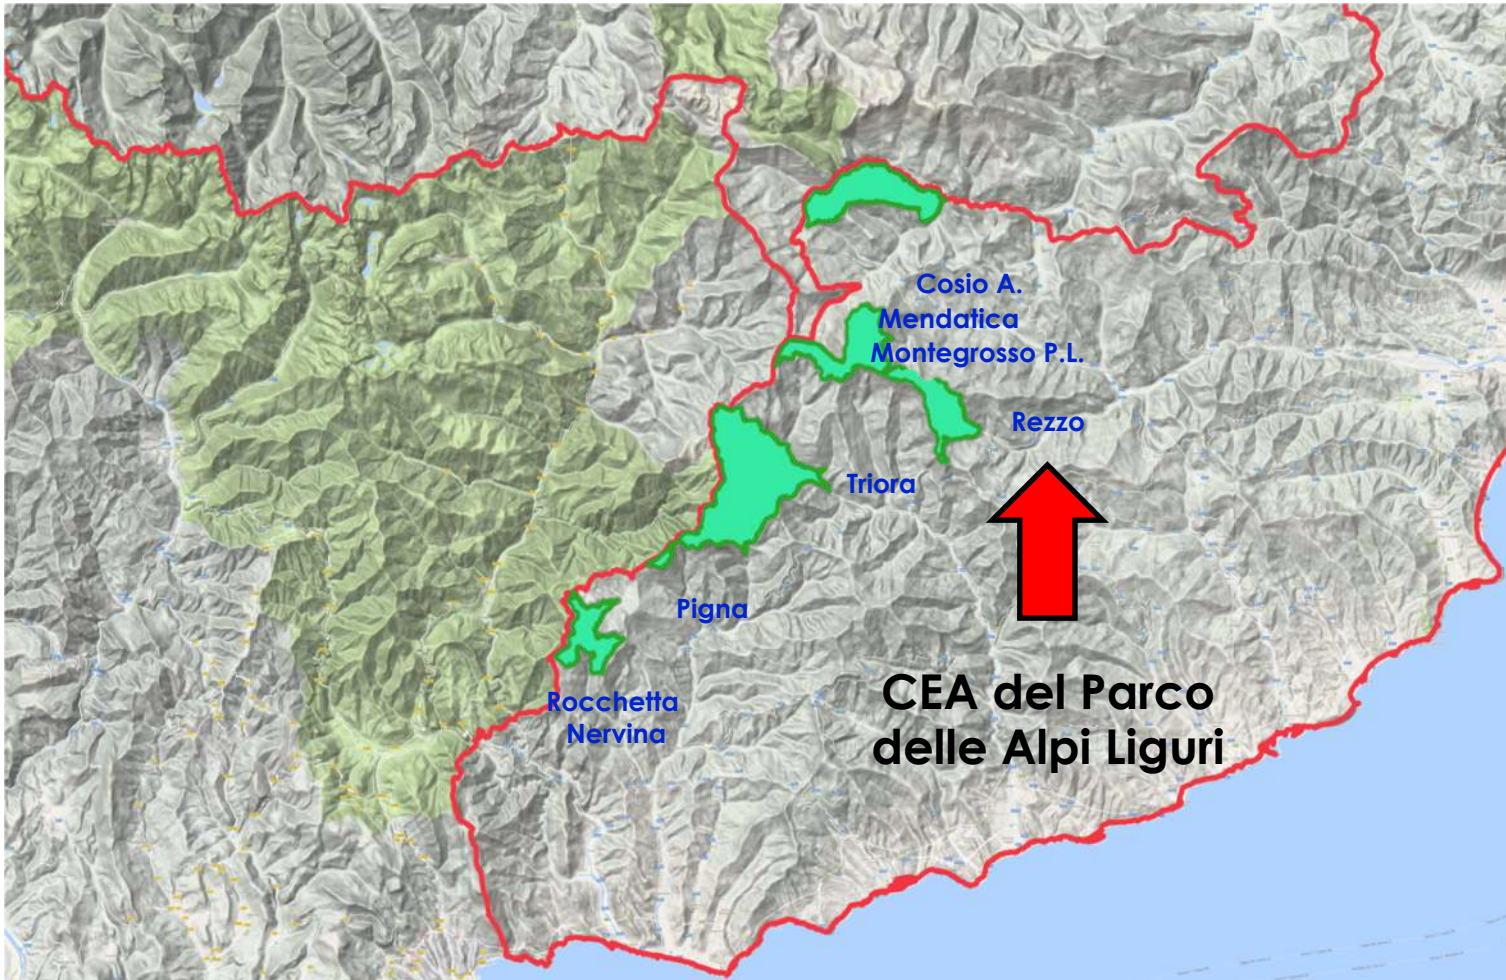 Cosio A.
Mendatica
Montegrosso P.L.
Rezzo
Triora
Pigna
Rocchetta
Nervina
CEA del Parco
delle Alpi Liguri